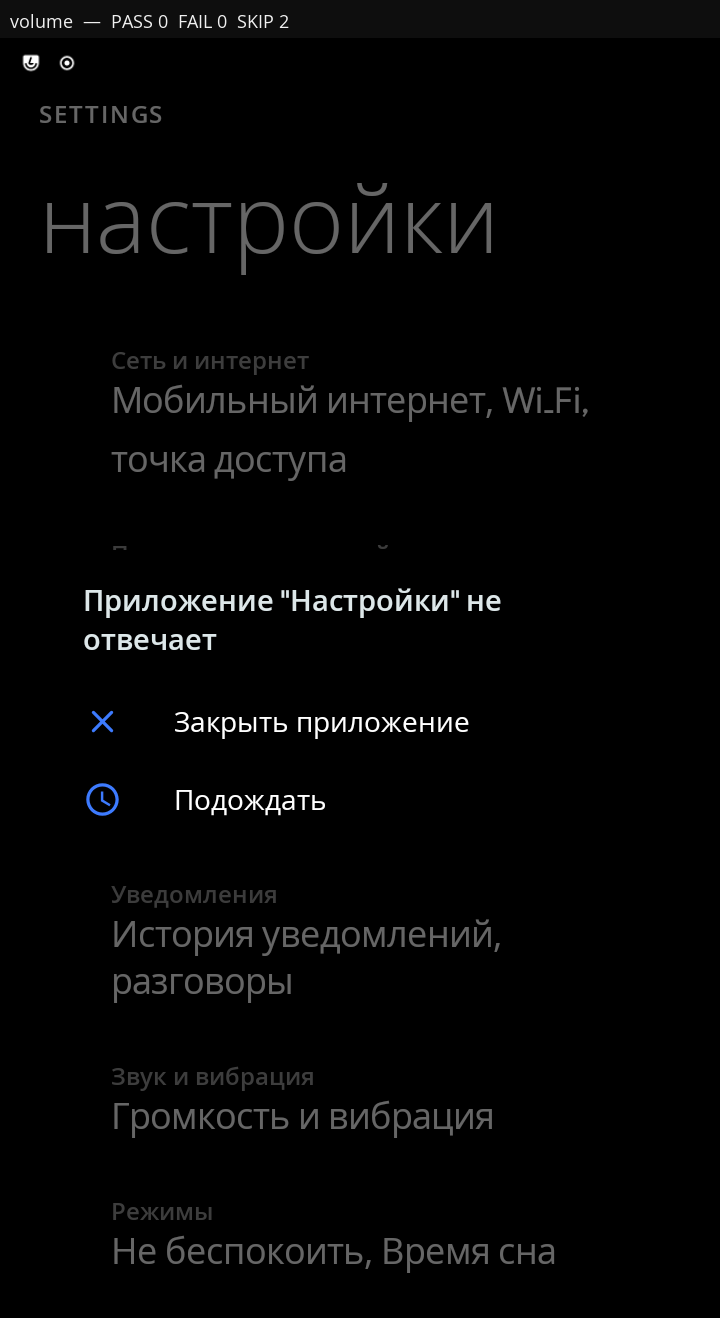 volume — PASS 0 FAIL 0 SKIP 2
SETTINGS
настройки
Сеть и интернет
Мобильный интернет, Wi-Fi,
точка доступа
Приложение "Настройки" не
отвечает
Закрыть приложение
Подождать
Уведомления
История уведомлений,
разговоры
Звук и вибрация
Громкость и вибрация
Режимы
Не беспокоить, Время сна